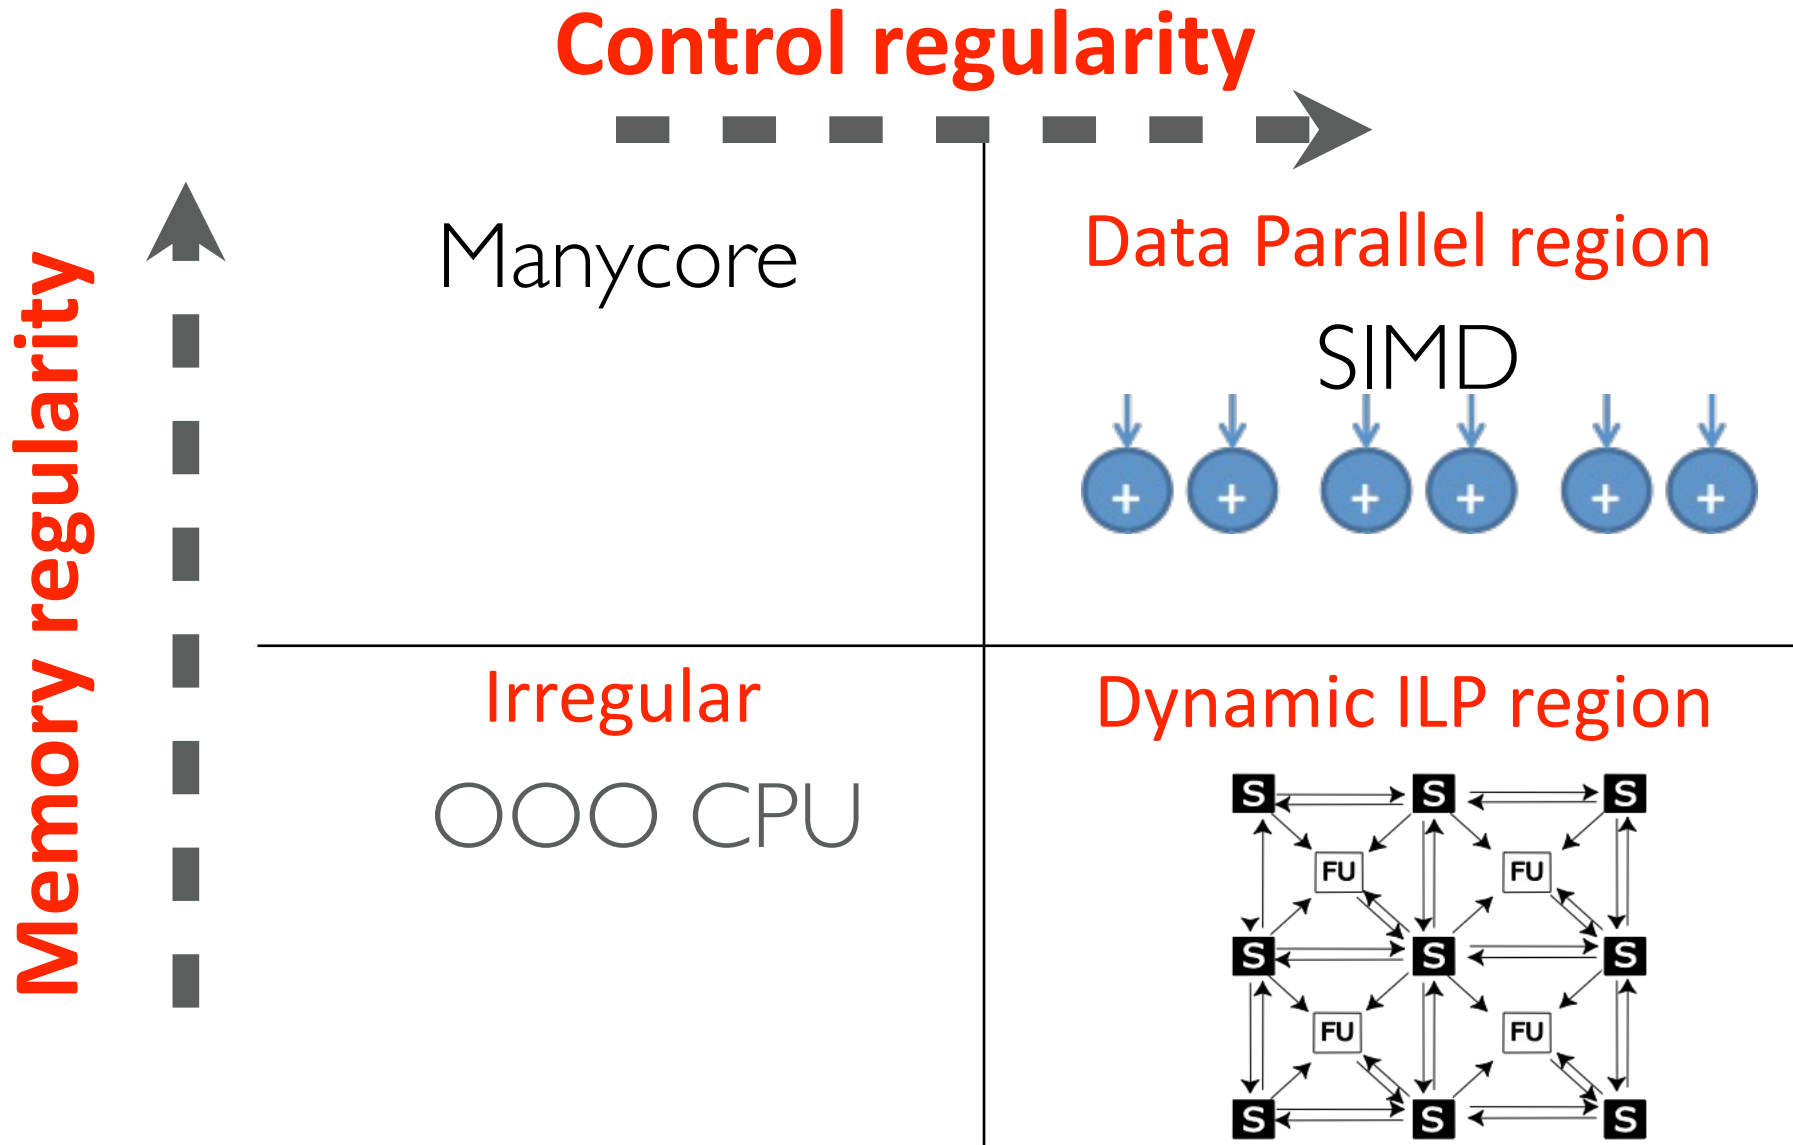 Control regularity
Memory regularity
Manycore
Data Parallel region
SIMD
+ + + + + +
Irregular
OOO CPU
Dynamic ILP region
S S S
FU FU
S S S
FU FU
S S S